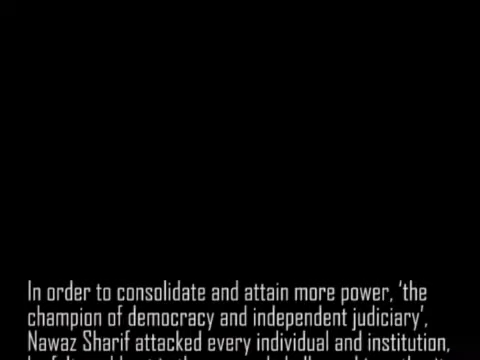 In order to consolidate and attain more power, ‘the
champion of democracy and independent judiciary’,
Nawaz Sharif attacked every individual and institution,